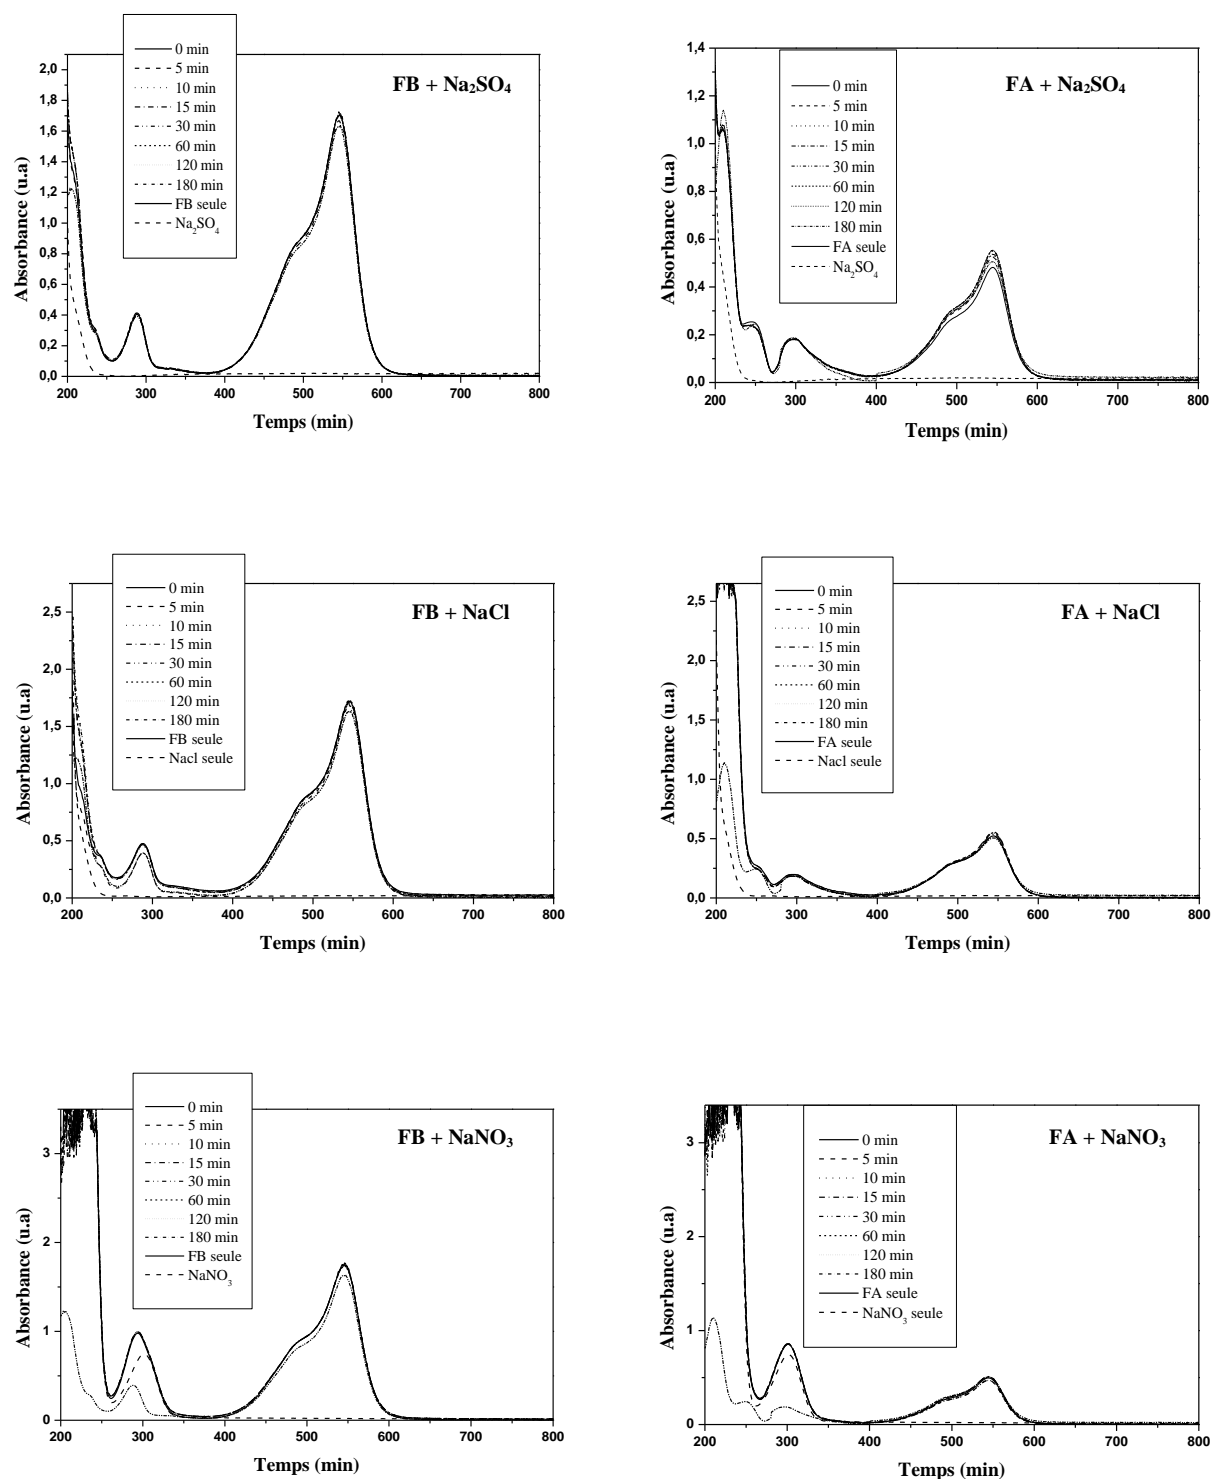 0 min
5 min
10 min
15 min
30 min
60 min
120 min
180 min
FB seule
Na2SO4
FB + Na2SO4
2,0
1,8
1,6
1,4
1,2
1,0
0,8
0,6
0,4
0,2
0,0
200 300 400 500 600 700 800
Absorbance (u.a)
Temps (min)
0 min
5 min
10 min
15 min
30 min
60 min
120 min
180 min
FA seule
Na2SO4
FA + Na2SO4
1,4
1,2
1,0
0,8
0,6
0,4
0,2
0,0
200 300 400 500 600 700 800
Absorbance (u.a)
Temps (min)
0 min
5 min
10 min
15 min
30 min
60 min
120 min
180 min
FB seule
Nacl seule
FB + NaCl
2,5
2,0
1,5
1,0
0,5
0,0
200 300 400 500 600 700 800
Absorbance (u.a)
Temps (min)
0 min
5 min
10 min
15 min
30 min
60 min
120 min
180 min
FA seule
Nacl seule
FA + NaCl
2,5
2,0
1,5
1,0
0,5
0,0
200 300 400 500 600 700 800
Absorbance (u.a)
Temps (min)
0 min
5 min
10 min
15 min
30 min
60 min
120 min
180 min
FB seule
NaNO3
FB + NaNO3
3
2
1
0
200 300 400 500 600 700 800
Absorbance (u.a)
Temps (min)
0 min
5 min
10 min
15 min
30 min
60 min
120 min
180 min
FA seule
NaNO3 seule
FA + NaNO3
3
2
1
0
200 300 400 500 600 700 800
Absorbance (u.a)
Temps (min)